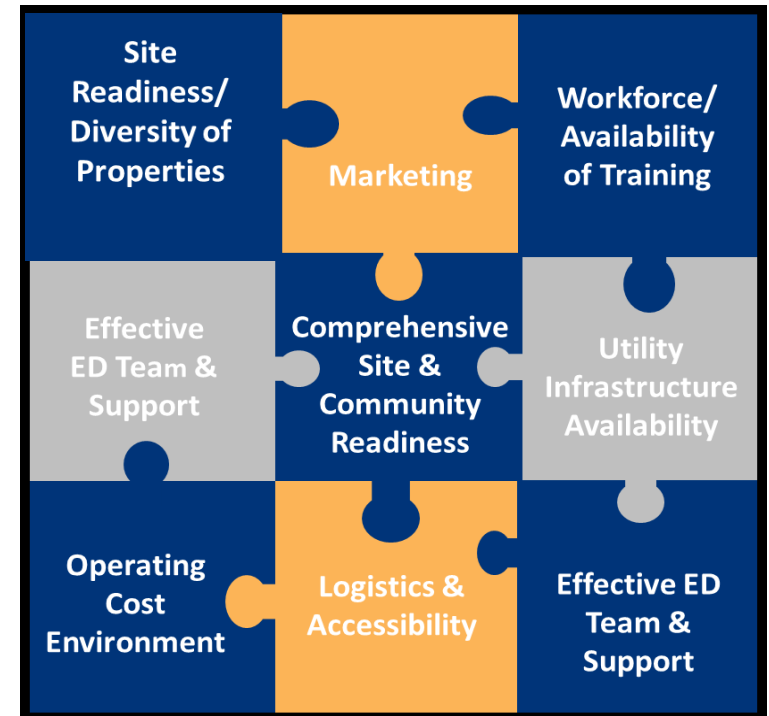 Site
Readiness/
Diversity of
Properties
Marketing
Workforce/
Availability
of Training
Effective
ED Team &
Support
Comprehensive
Site &
Community
Readiness
Utility
Infrastructure
Availability
Operating
Cost
Environment
Logistics &
Accessibility
Effective ED
Team &
Support